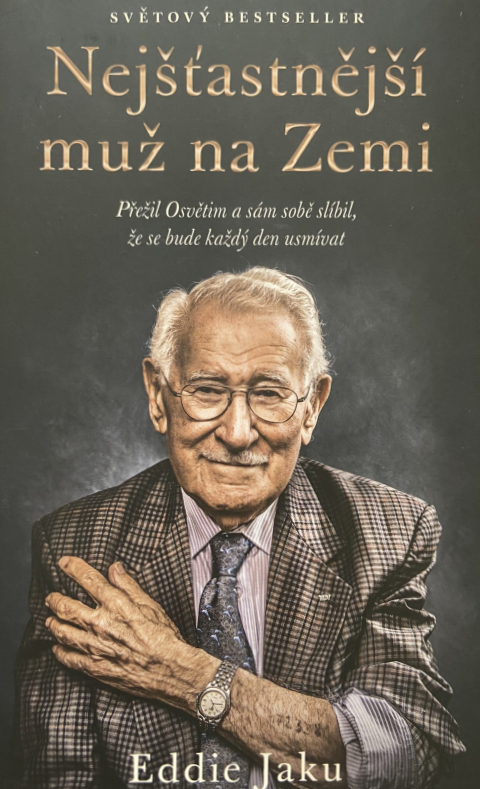 SVĚTOVÝ BESTSELLER
Nejšťastnější
muž na Zemi
Přežil Osvětim a sám sobě slíbil,
že se bude každý den usmívat
Eddie Jaku